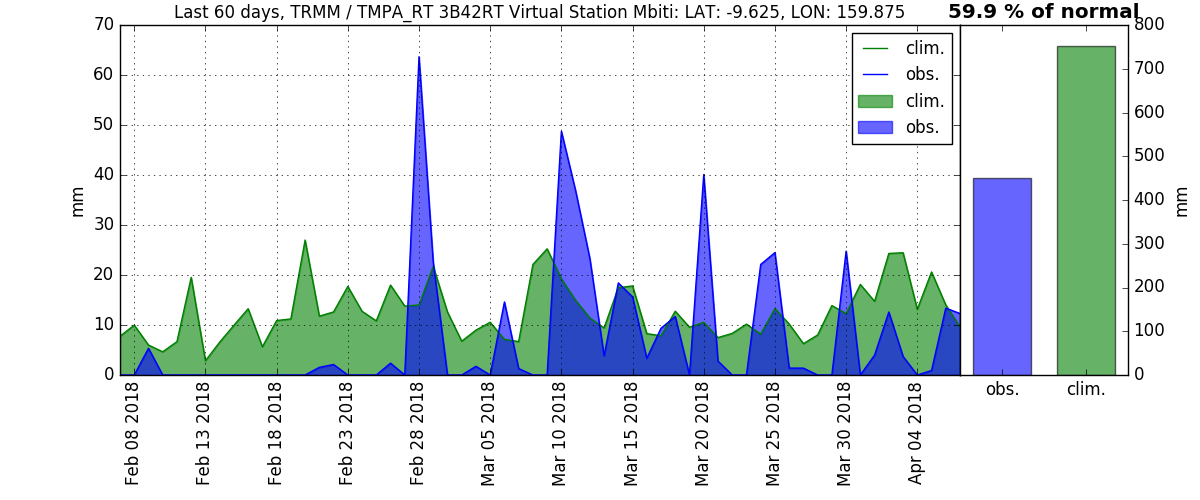 Last 60 days, TRMM / TMPA_RT 3B42RT Virtual Station Mbiti: LAT: -9.625, LON: 159.875
59.9 % of normal
70
60
50
40
30
20
10
0
mm
clim.
obs.
clim.
obs.
Feb 08 2018
Feb 13 2018
Feb 18 2018
Feb 23 2018
Feb 28 2018
Mar 05 2018
Mar 10 2018
Mar 15 2018
Mar 20 2018
Mar 25 2018
Mar 30 2018
Apr 04 2018
800
700
600
500
400
300
200
100
0
mm
obs.
clim.